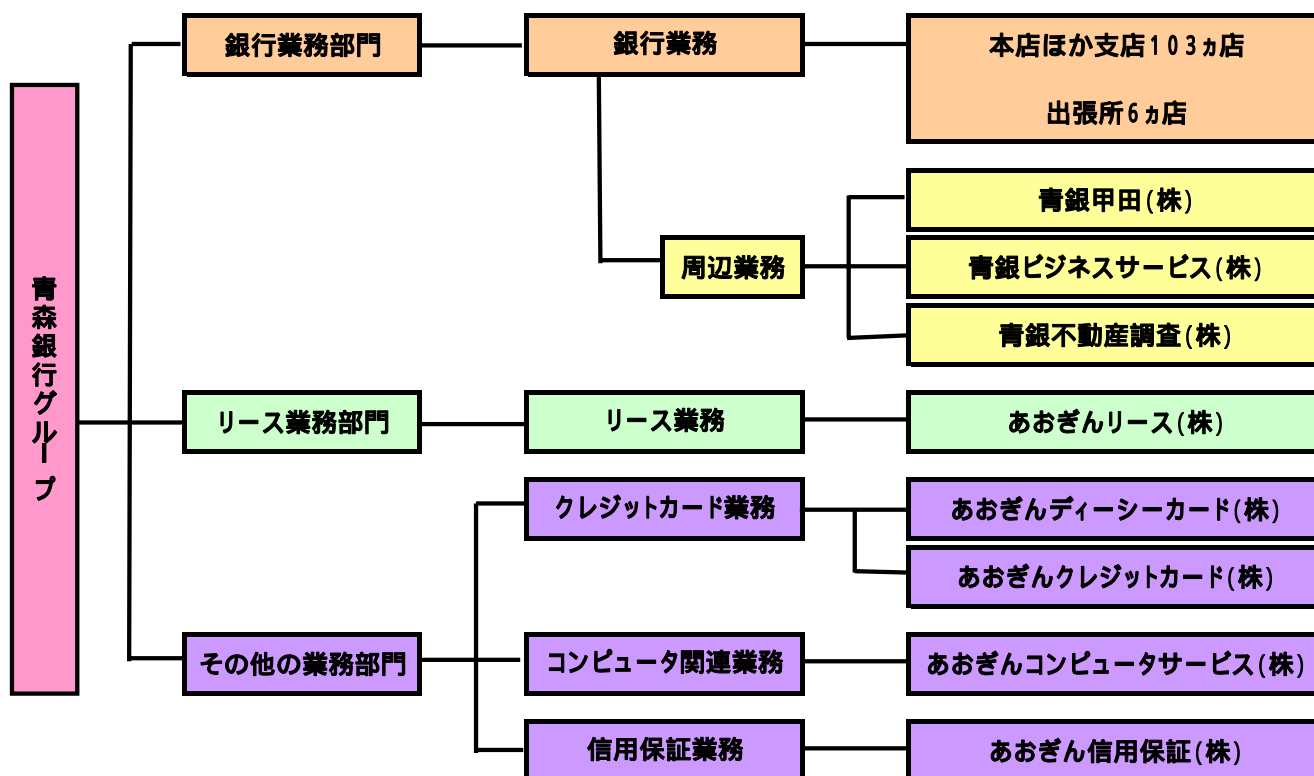 青森銀行グループ
銀行業務部門
銀行業務
本店ほか支店103ヵ店
出張所6ヵ店
周辺業務
青銀甲田(株)
青銀ビジネスサービス(株)
青銀不動産調査(株)
リース業務部門
リース業務
あおぎんリース(株)
その他の業務部門
クレジットカード業務
あおぎんディーシーカード(株)
あおぎんクレジットカード(株)
コンピュータ関連業務
あおぎんコンピュータサービス(株)
信用保証業務
あおぎん信用保証(株)